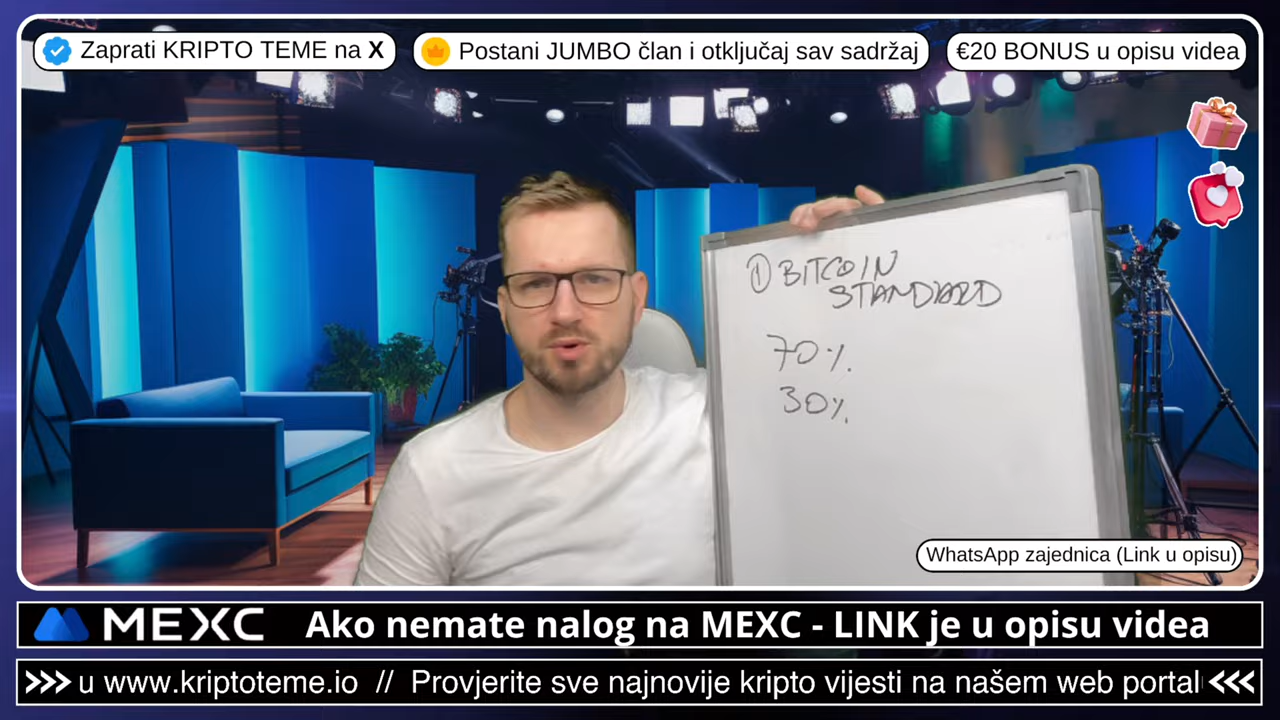 Zaprati KRIPTO TEME na X
Postani JUMBO član i otključaj sav sadržaj
€20 BONUS u opisu videa
① BITCOIN
STANDARD
70%
30%
WhatsApp zajednica (Link u opisu)
MEXC
Ako nemate nalog na MEXC - LINK je u opisu videa
>>> u www.kriptoteme.io // Provjerite sve najnovije kripto vijesti na našem web portal <<<